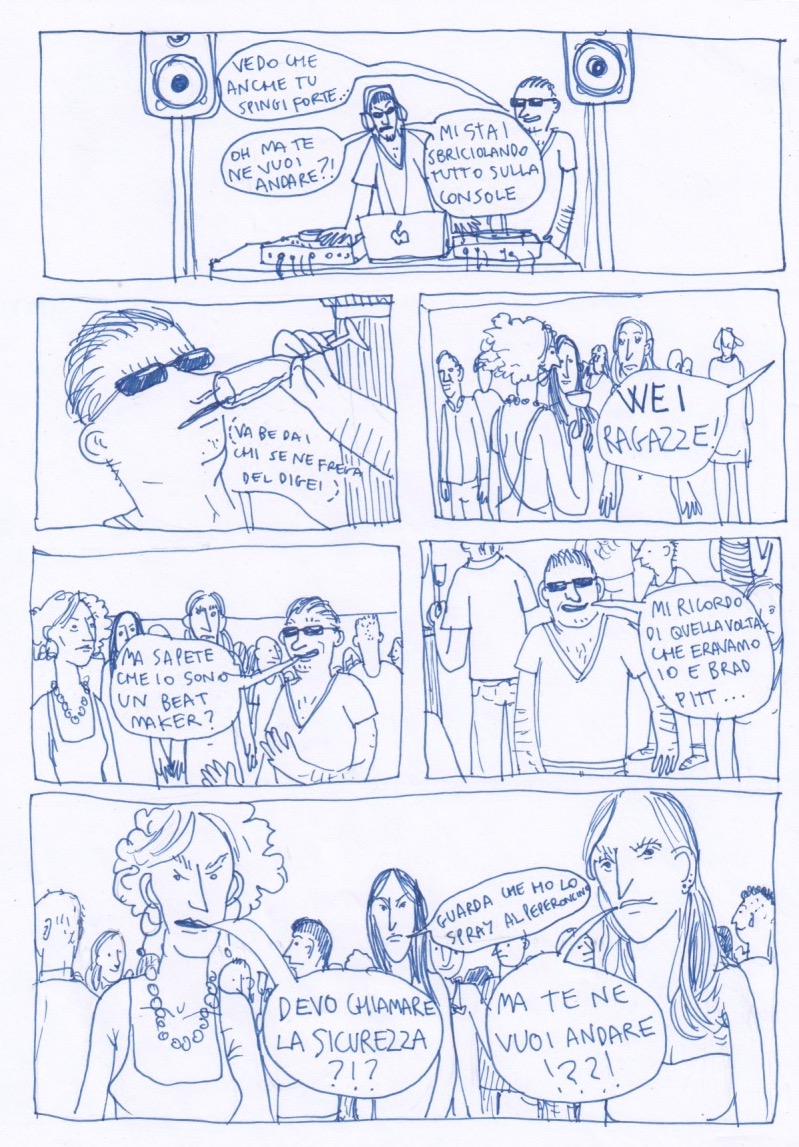 VEDO CHE
ANCHE TU
SPINGI FORTE...
OH MA TE
NE VUOI
ANDARE?!
MI STAI
SBRICIOLANDO
TUTTO SULLA
CONSOLE
VA BE DAI
CHI SE NE FREGA
DEL DIGEI
WEI
RAGAZZE!
MA SAPETE
CHE IO SONO
UN BEAT
MAKER?
MI RICORDO
DI QUELLA VOLTA
CHE ERAVAMO
IO E BRAD
PITT...
GUARDA CHE HO LO
SPRAY AL PEPERONCINO
DEVO CHIAMARE
LA SICUREZZA
?!?
MA TE NE
VUOI ANDARE
!??!